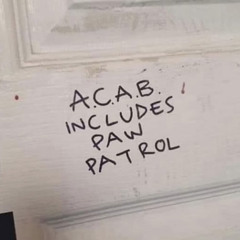 A.C.A.B.
INCLUDES
PAW
PATROL